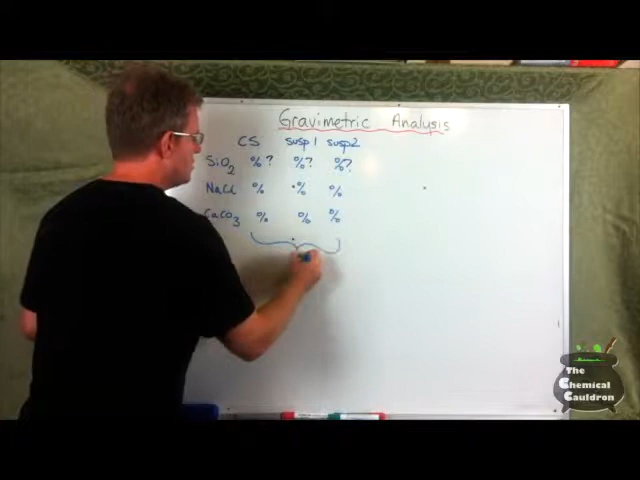 Gravimetric Analysis
CS susp 1 susp 2
SiO2 %? %? %?
NaCl % % %
CaCO3 % % %
The
Chemical
Cauldron